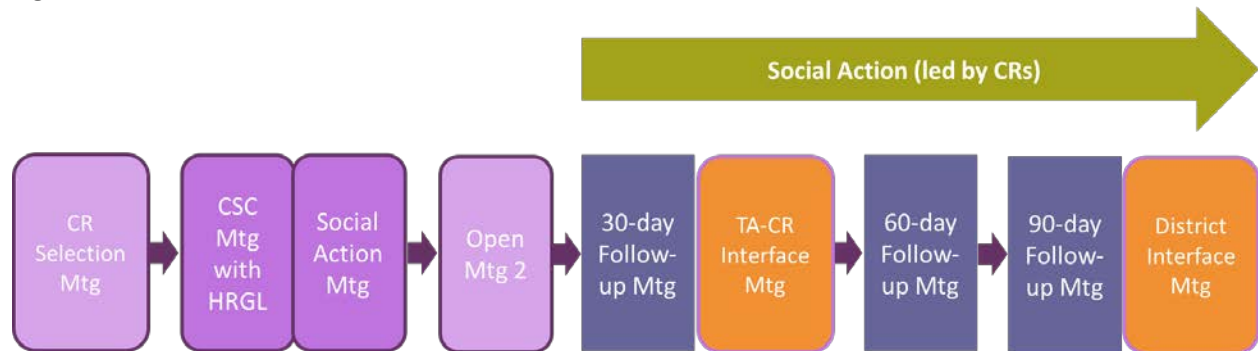 Social Action (led by CRs)
CR
Selection
Mtg
CSC
Mtg
with
HRGL
Social
Action
Mtg
Open
Mtg 2
30-day
Follow-
up Mtg
TA-CR
Interface
Mtg
60-day
Follow-
up Mtg
90-day
Follow-
up Mtg
District
Interface
Mtg